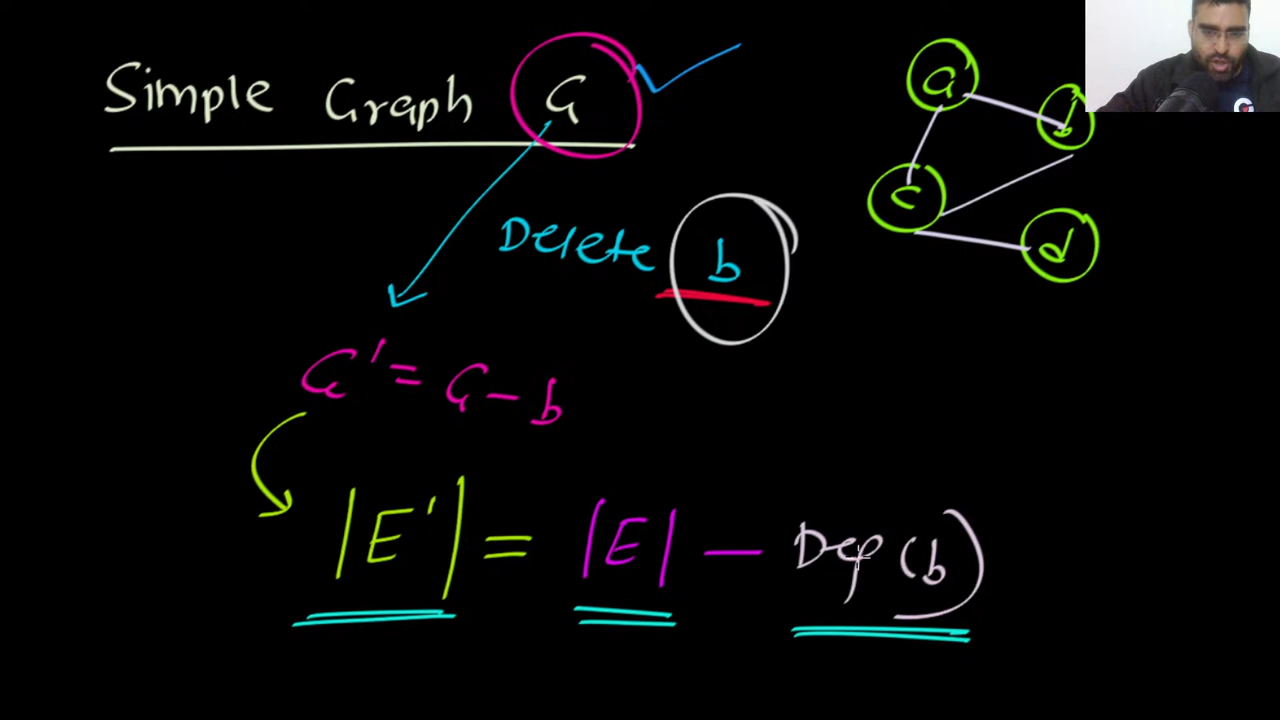 Simple Graph G
a b
c
Delete b
d
G' = G - b
|E'| = |E| - Deg (b)